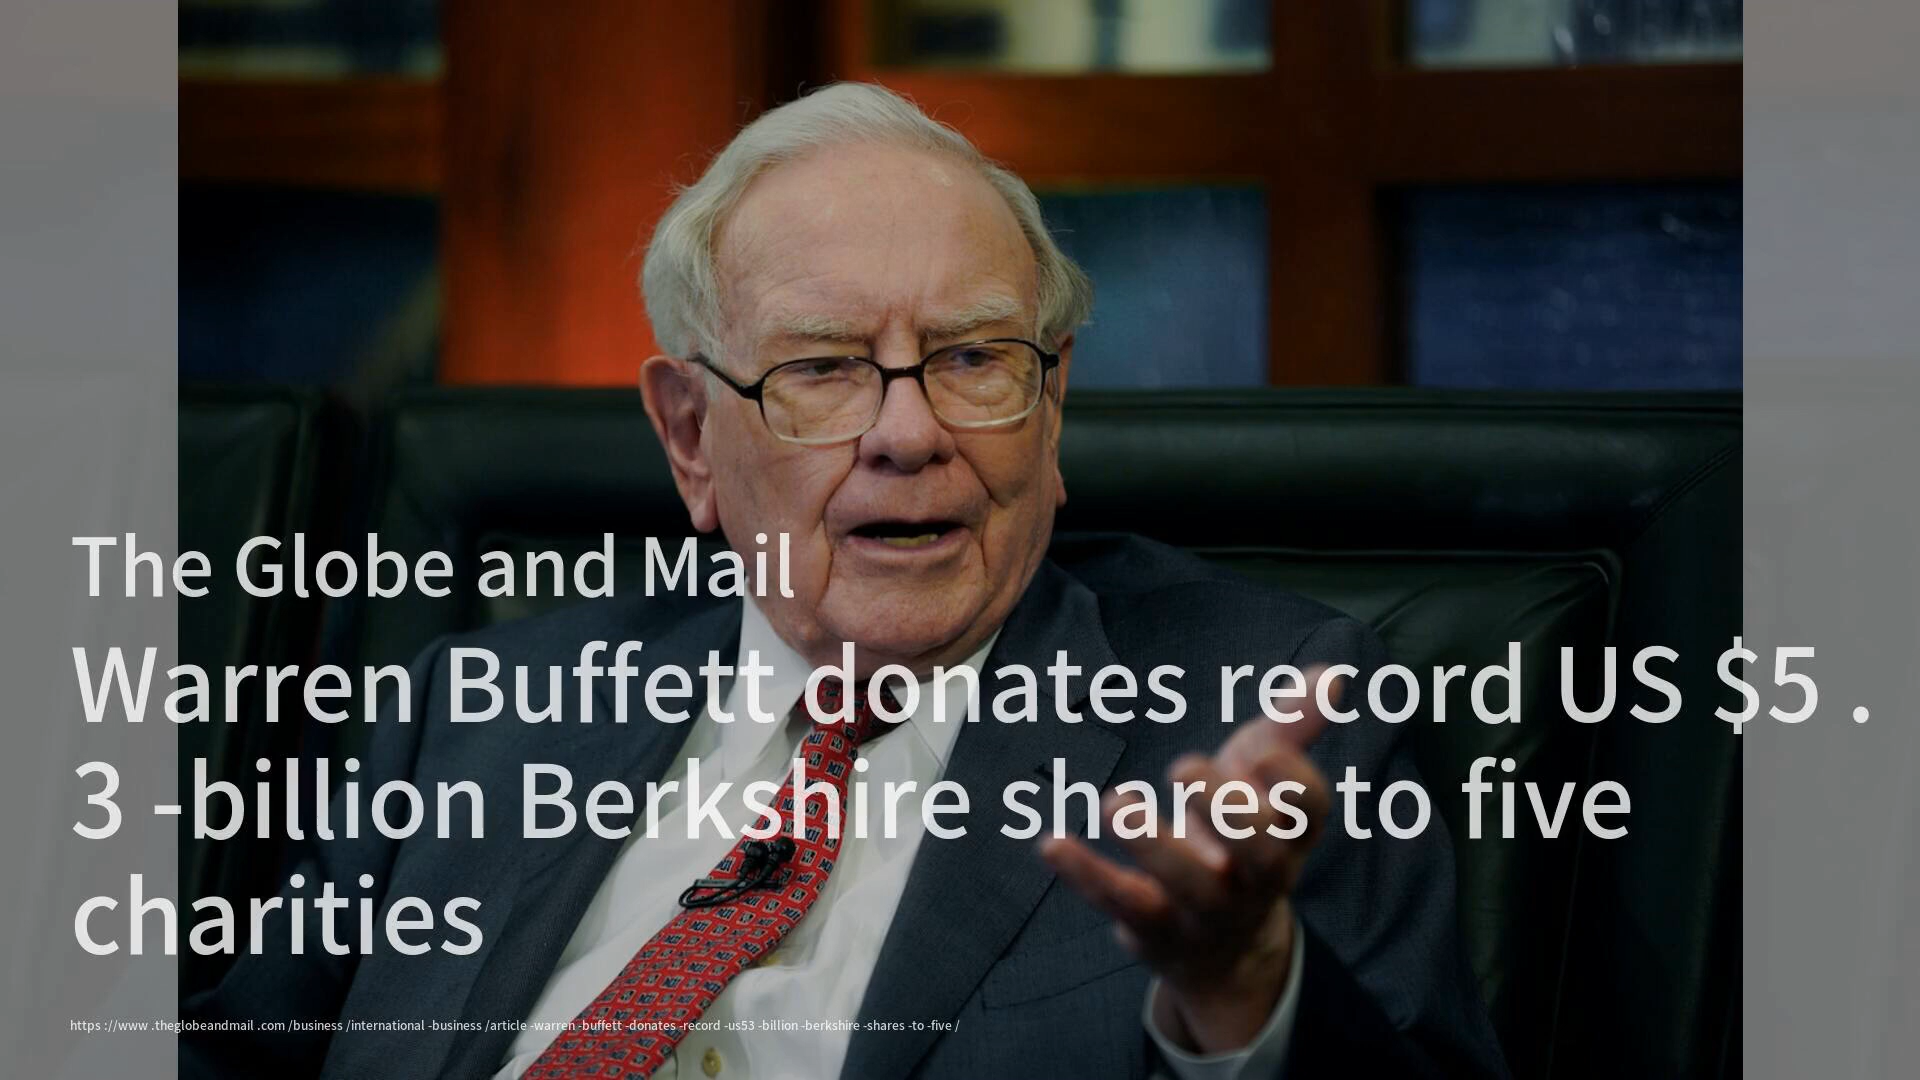 The Globe and Mail
Warren Buffett donates record US $5 .
3 -billion Berkshire shares to five
charities
https ://www .theglobeandmail .com /business /international -business /article -warren -buffett -donates -record -us53 -billion -berkshire -shares -to -five /